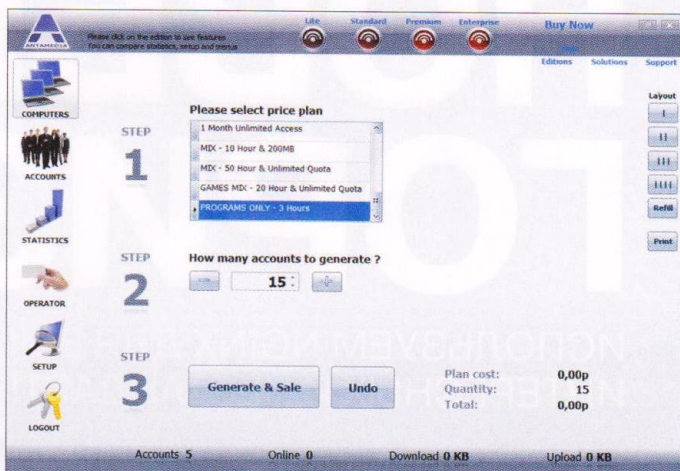 ANTAMEDIA
Please click on the edition to see features
You can compare statistics, setup and menus
Lite
Standard
Premium
Enterprise
Buy Now
Editions
Solutions
Support
COMPUTERS
ACCOUNTS
STATISTICS
OPERATOR
SETUP
LOGOUT
STEP
1
Please select price plan
1 Month Unlimited Access
MIX - 10 Hour & 200MB
MIX - 50 Hour & Unlimited Quota
GAMES MIX - 20 Hour & Unlimited Quota
PROGRAMS ONLY - 3 Hours
STEP
2
How many accounts to generate ?
15
STEP
3
Generate & Sale
Undo
Plan cost: 0,00р
Quantity: 15
Total: 0,00р
Layout
I
II
III
IIII
Refill
Print
Accounts 5
Online 0
Download 0 KB
Upload 0 KB